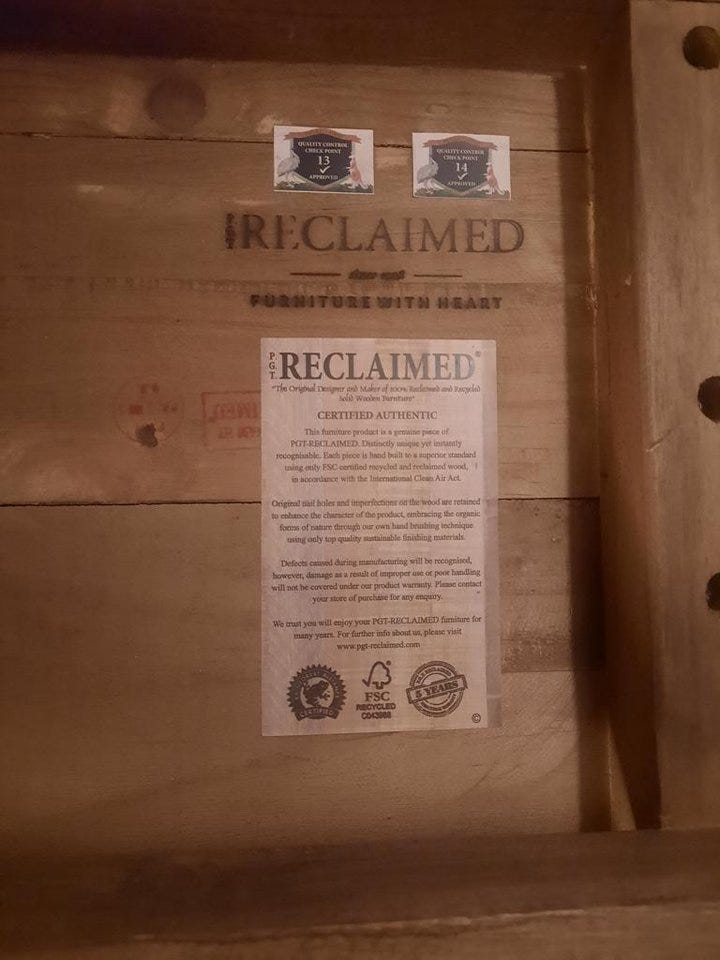 QUALITY CONTROL
CHECK POINT
13
APPROVED
QUALITY CONTROL
CHECK POINT
14
APPROVED
PGT RECLAIMED
FURNITURE WITH HEART
P.G.T. RECLAIMED®
"The Original Designer and Maker of 100% Reclaimed and Recycled
Solid Wooden Furniture"
CERTIFIED AUTHENTIC
This furniture product is a genuine piece of
PGT-RECLAIMED. Distinctly unique yet instantly
recognisable. Each piece is hand built to a superior standard
using only FSC certified recycled and reclaimed wood,
in accordance with the International Clean Air Act.
Original nail holes and imperfections on the wood are retained
to enhance the character of the product, embracing the organic
forms of nature through our own hand brushing technique
using only top quality sustainable finishing materials.
Defects caused during manufacturing will be recognised,
however, damage as a result of improper use or poor handling
will not be covered under our product warranty. Please contact
your store of purchase for any enquiry.
We trust you will enjoy your PGT-RECLAIMED furniture for
many years. For further info about us, please visit
www.pgt-reclaimed.com
CERTIFIED
FSC
RECYCLED
C043988
5 YEARS
©